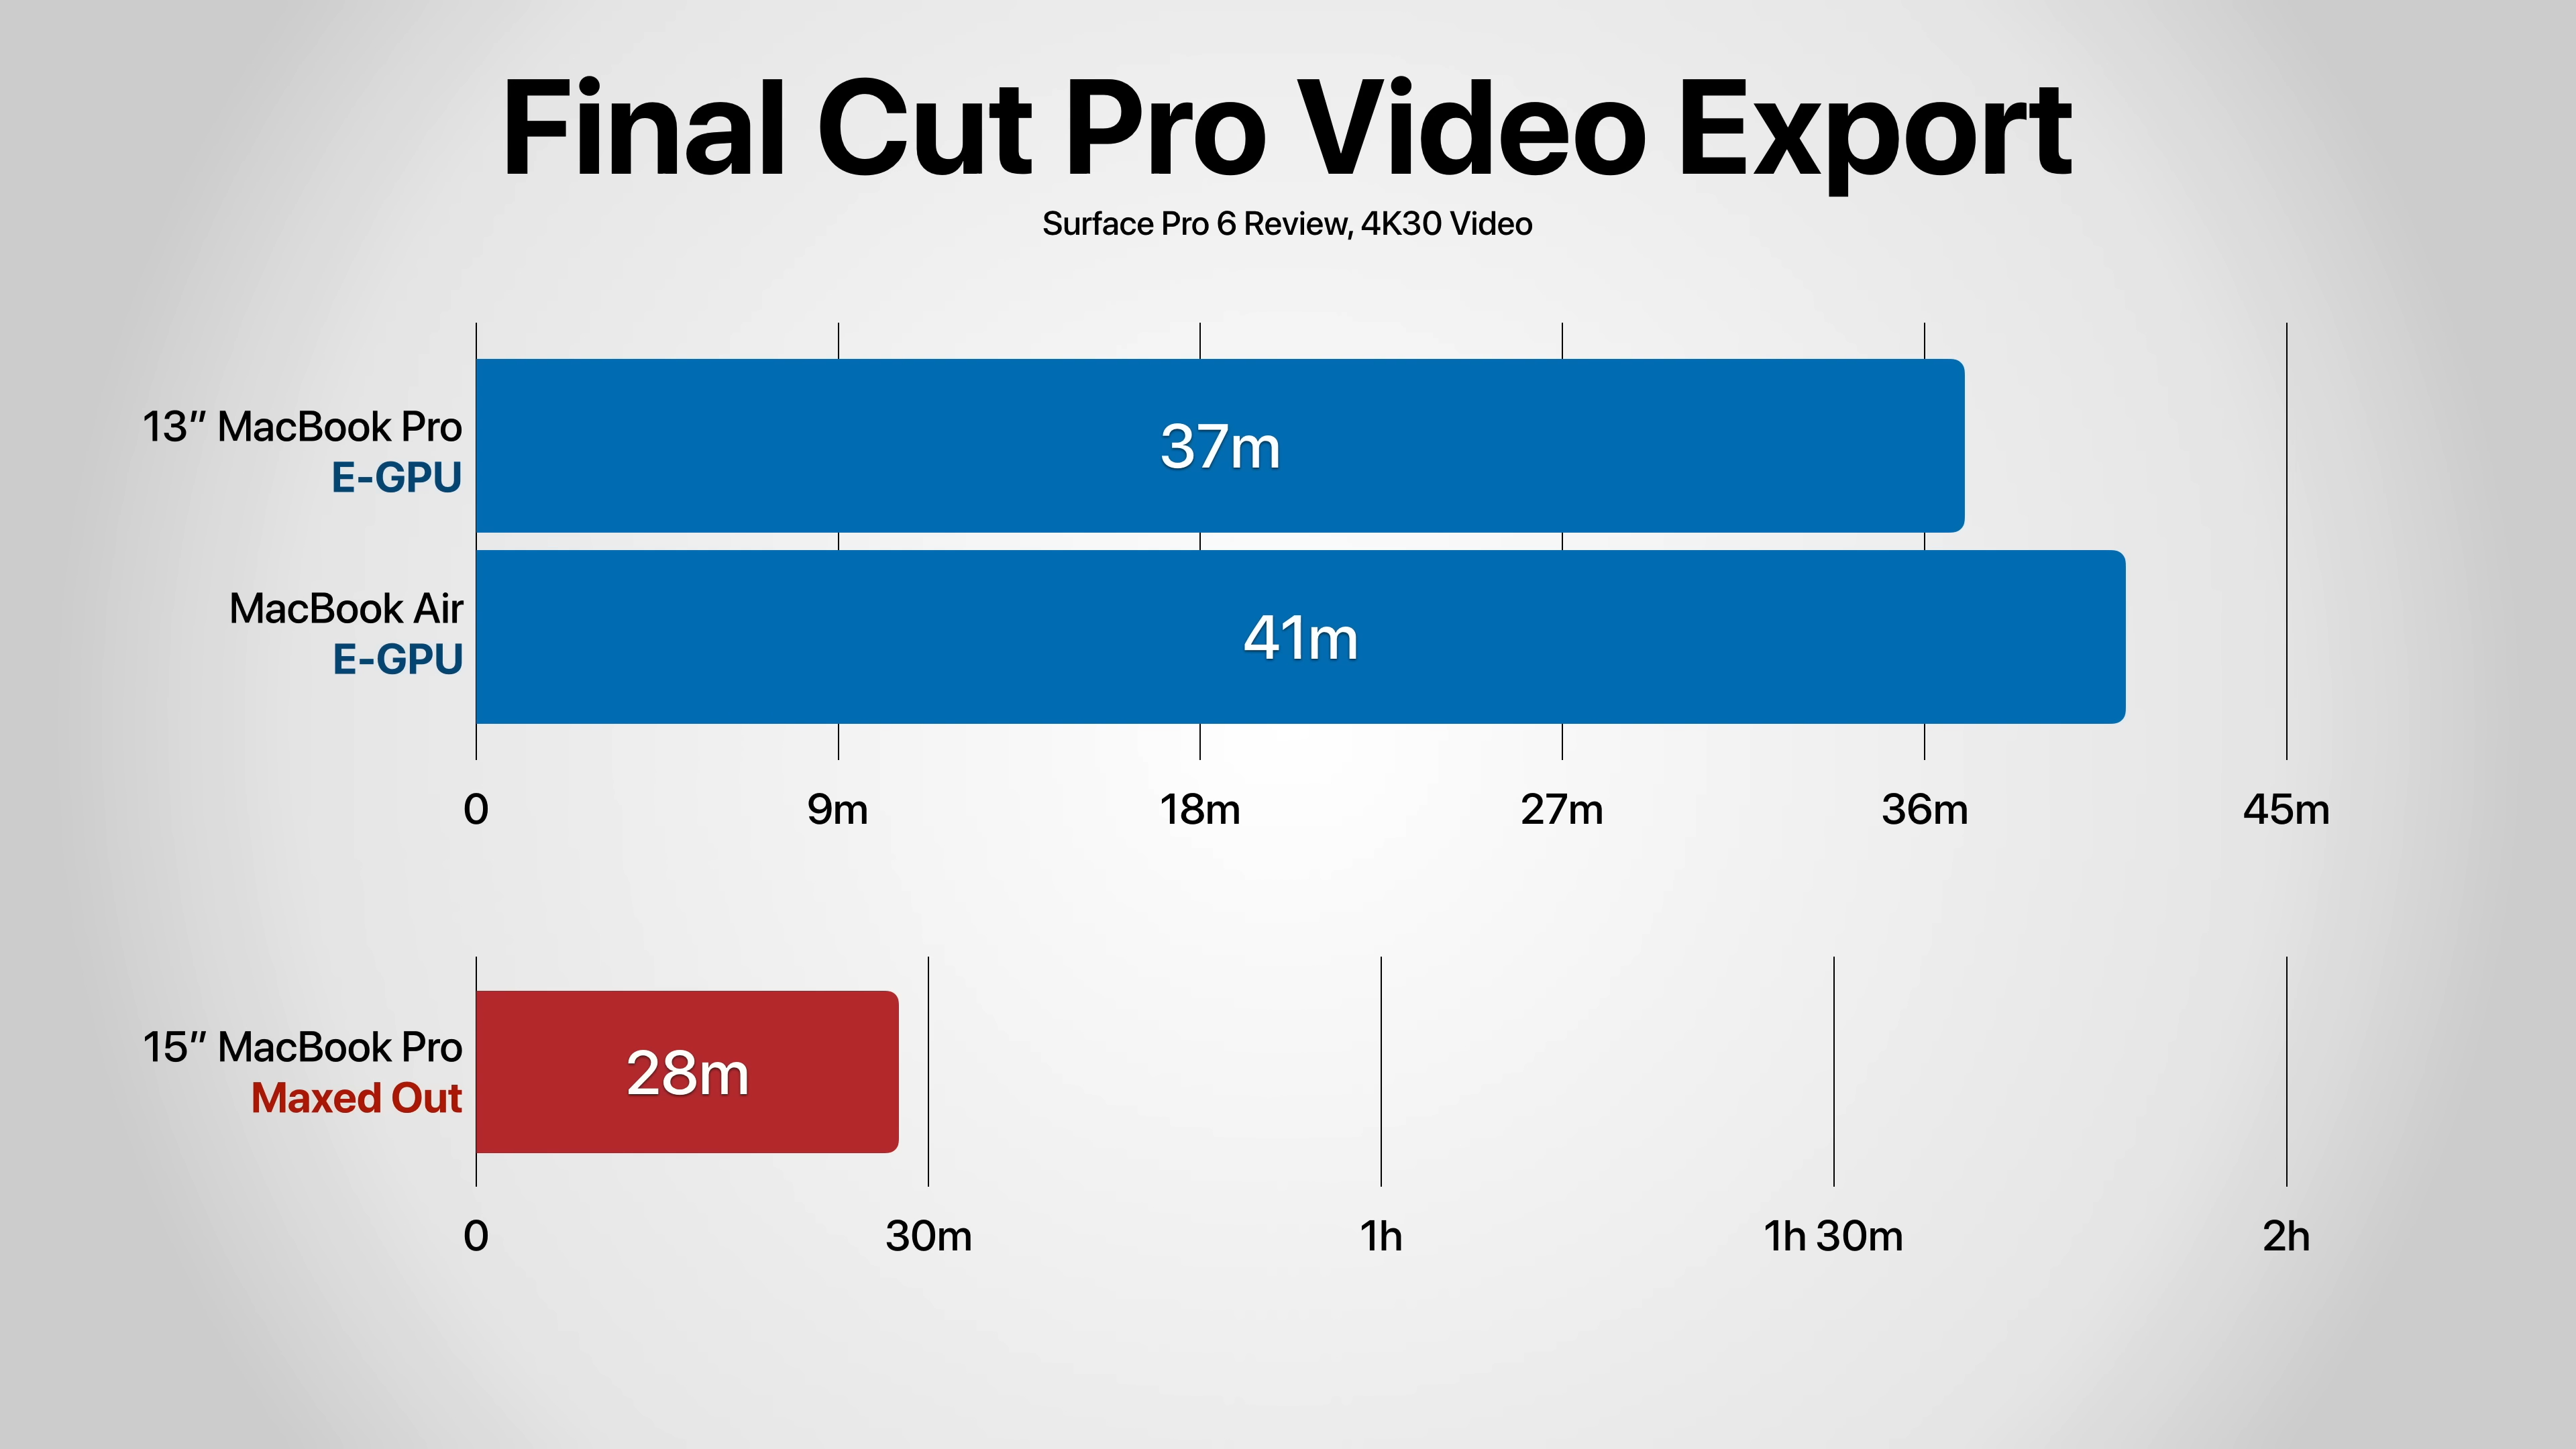 Final Cut Pro Video Export
Surface Pro 6 Review, 4K30 Video
13” MacBook Pro
E-GPU
37m
MacBook Air
E-GPU
41m
0
9m
18m
27m
36m
45m
15” MacBook Pro
Maxed Out
28m
0
30m
1h
1h 30m
2h